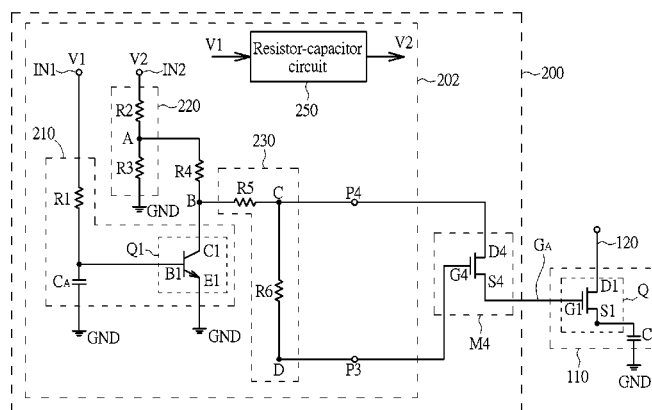 V1
Resistor-capacitor
circuit
V2
250
202
200
V1
IN1
V2
IN2
210
220
R2
A
R3
R4
GND
230
R1
B
R5
C
P4
Q1
C1
B1
E1
CA
R6
GND
GND
D
P3
D4
G4
S4
M4
GA
120
D1
Q
G1
S1
C
110
GND